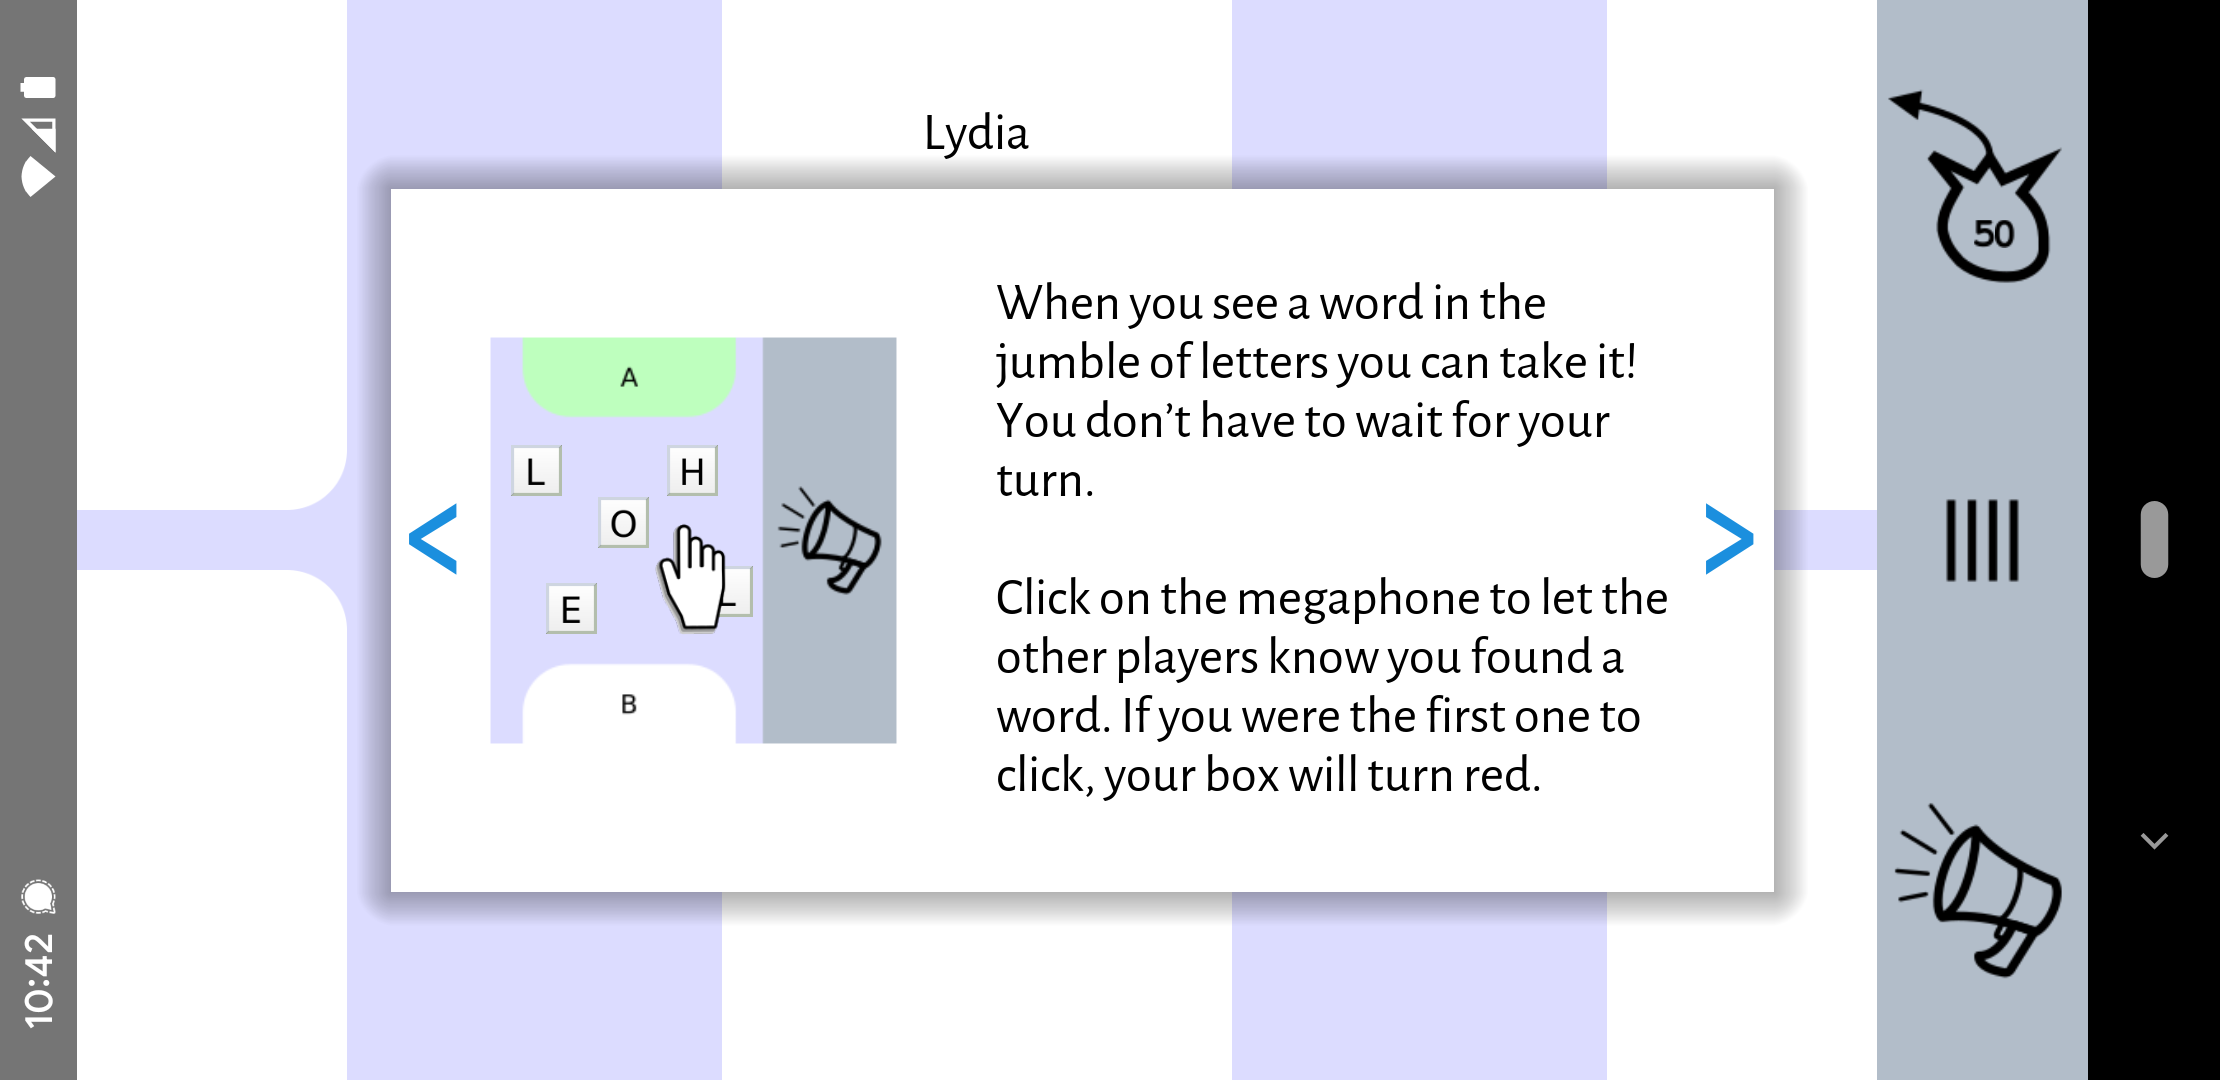 10:42
Lydia
A
L
H
O
E
L
B
When you see a word in the
jumble of letters you can take it!
You don’t have to wait for your
turn.
Click on the megaphone to let the
other players know you found a
word. If you were the first one to
click, your box will turn red.
<
>
50